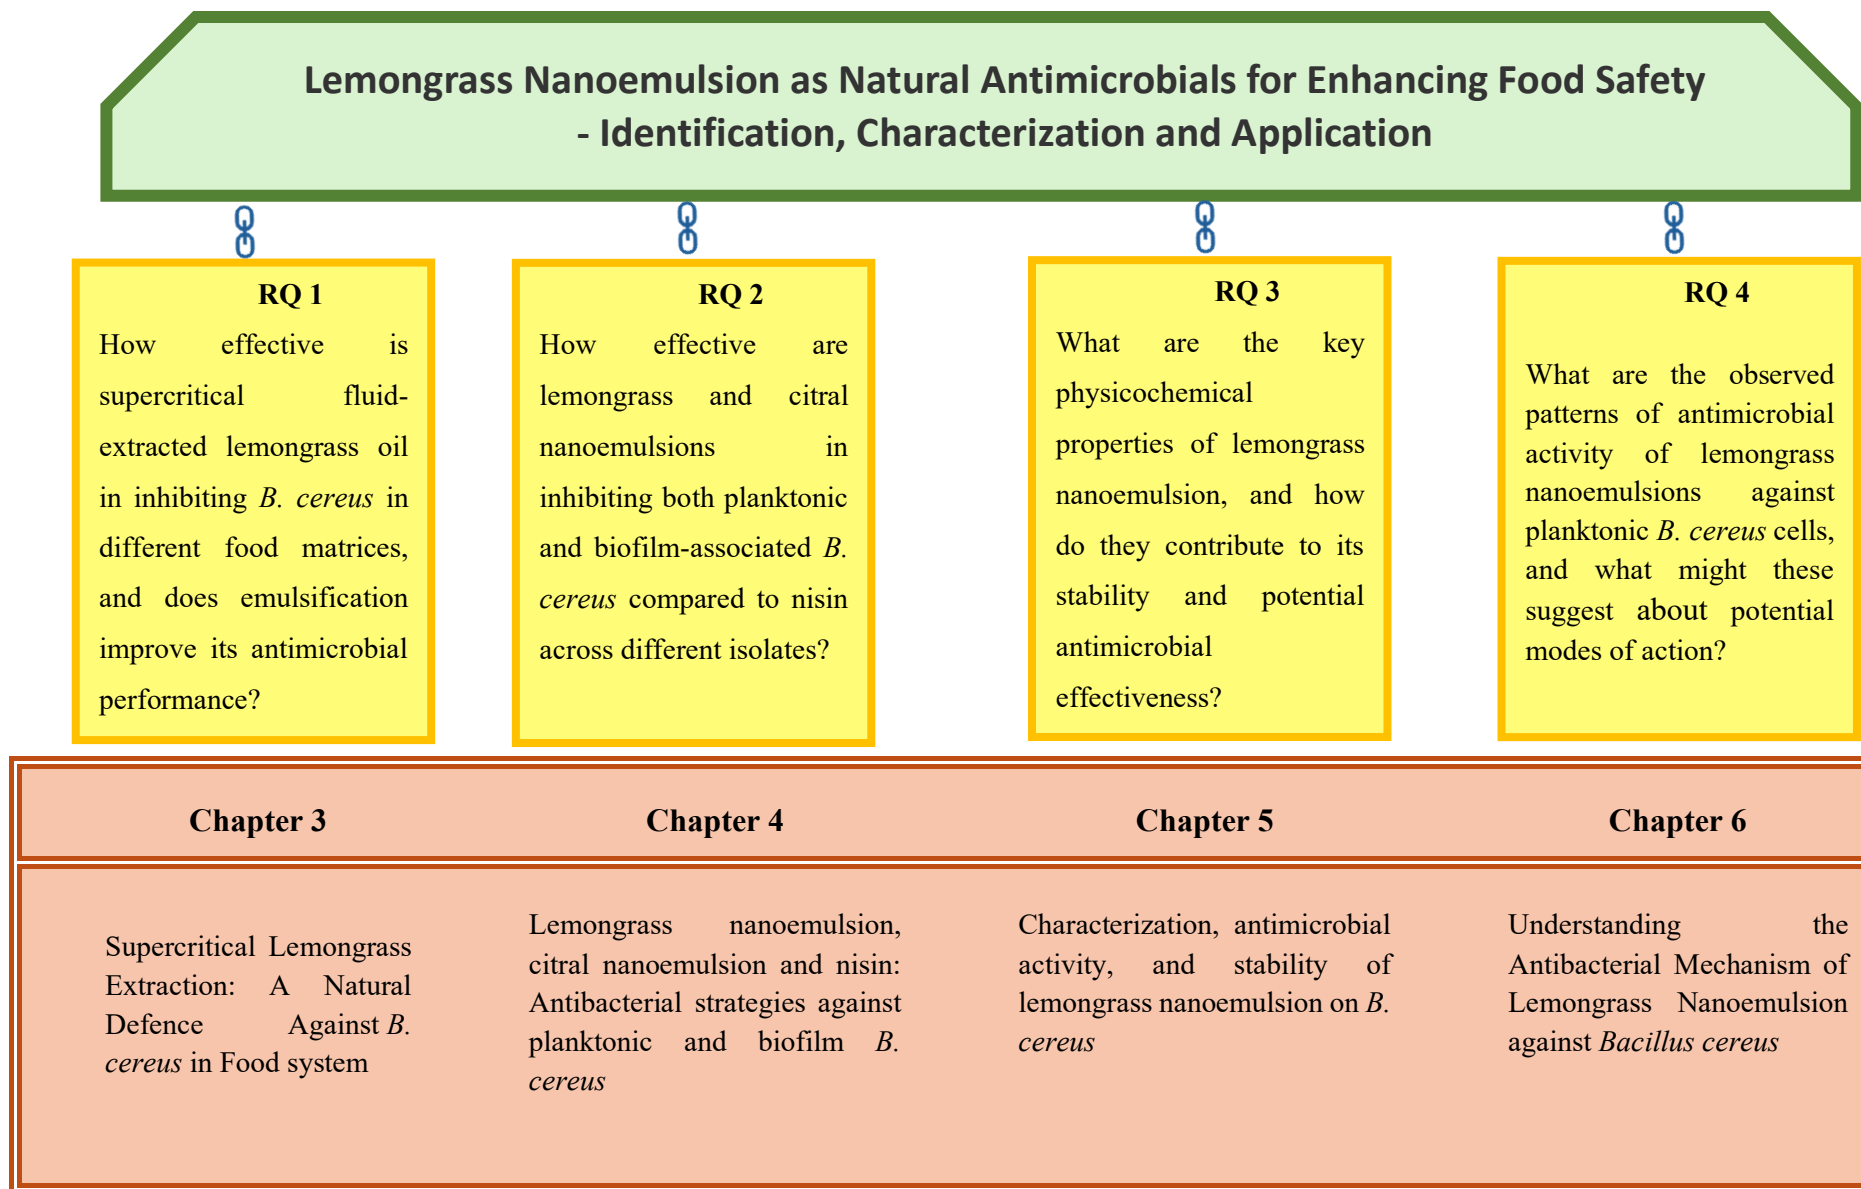 Lemongrass Nanoemulsion as Natural Antimicrobials for Enhancing Food Safety
- Identification, Characterization and Application
RQ 1
How effective is
supercritical fluid-
extracted lemongrass oil
in inhibiting B. cereus in
different food matrices,
and does emulsification
improve its antimicrobial
performance?
RQ 2
How effective are
lemongrass and citral
nanoemulsions in
inhibiting both planktonic
and biofilm-associated B.
cereus compared to nisin
across different isolates?
RQ 3
What are the key
physicochemical
properties of lemongrass
nanoemulsion, and how
do they contribute to its
stability and potential
antimicrobial
effectiveness?
RQ 4
What are the observed
patterns of antimicrobial
activity of lemongrass
nanoemulsions against
planktonic B. cereus cells,
and what might these
suggest about potential
modes of action?
Chapter 3
Chapter 4
Chapter 5
Chapter 6
Supercritical Lemongrass
Extraction: A Natural
Defence Against B.
cereus in Food system
Lemongrass nanoemulsion,
citral nanoemulsion and nisin:
Antibacterial strategies against
planktonic and biofilm B.
cereus
Characterization, antimicrobial
activity, and stability of
lemongrass nanoemulsion on B.
cereus
Understanding the
Antibacterial Mechanism of
Lemongrass Nanoemulsion
against Bacillus cereus